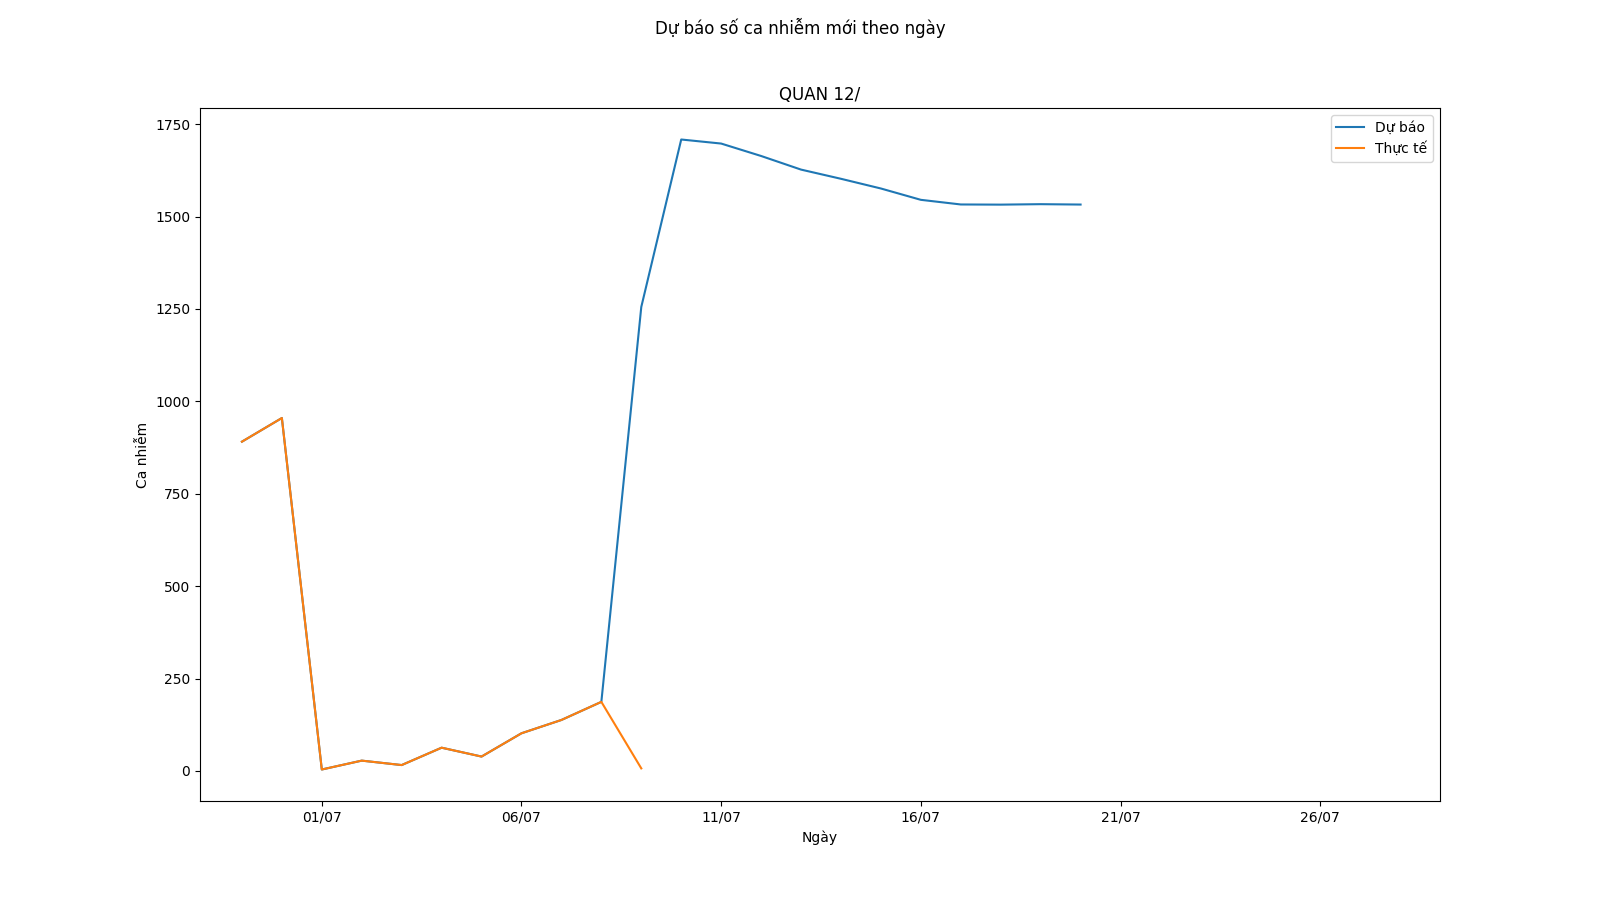 Dự báo số ca nhiễm mới theo ngày
QUAN 12/
Dự báo
Thực tế
1750
1500
1250
1000
750
500
250
0
Ca nhiễm
01/07
06/07
11/07
16/07
21/07
26/07
Ngày